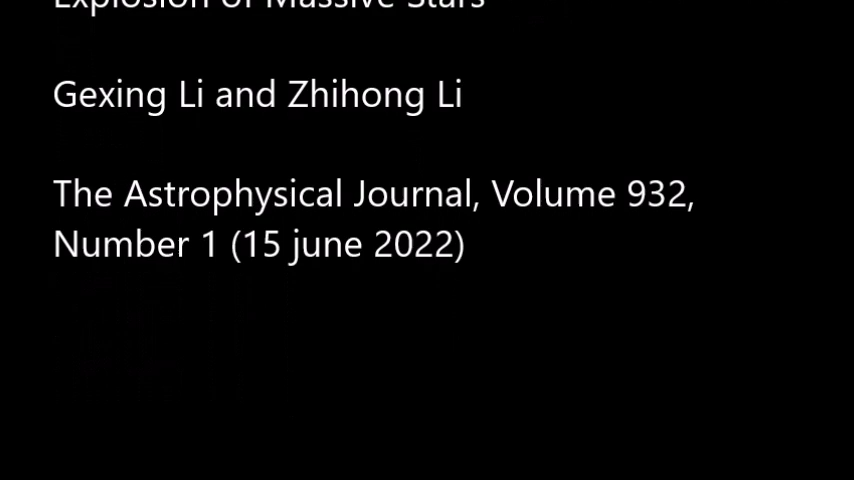 Explosion of Massive Stars
Gexing Li and Zhihong Li
The Astrophysical Journal, Volume 932,
Number 1 (15 june 2022)